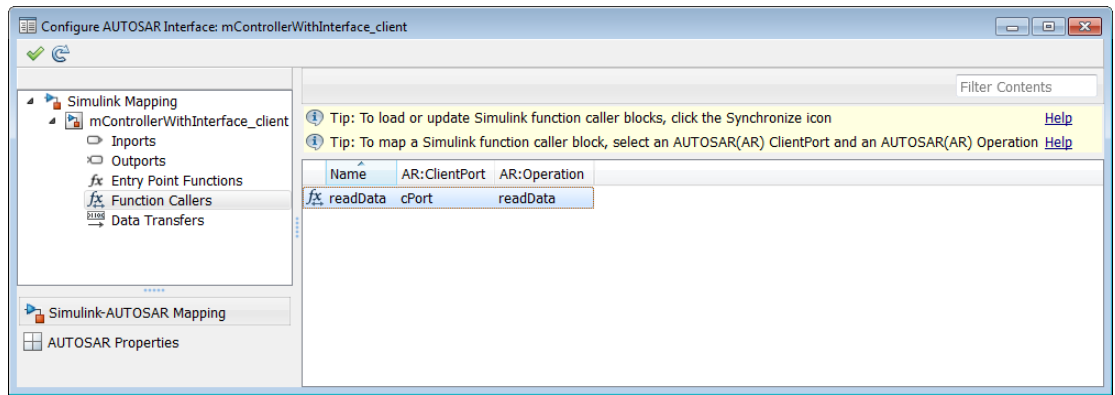 Configure AUTOSAR Interface: mControllerWithInterface_client
Filter Contents
Simulink Mapping
mControllerWithInterface_client
Inports
Outports
fx Entry Point Functions
fx Function Callers
Data Transfers
Simulink-AUTOSAR Mapping
AUTOSAR Properties
Tip: To load or update Simulink function caller blocks, click the Synchronize icon Help
Tip: To map a Simulink function caller block, select an AUTOSAR(AR) ClientPort and an AUTOSAR(AR) Operation Help
Name AR:ClientPort AR:Operation
fx readData cPort readData